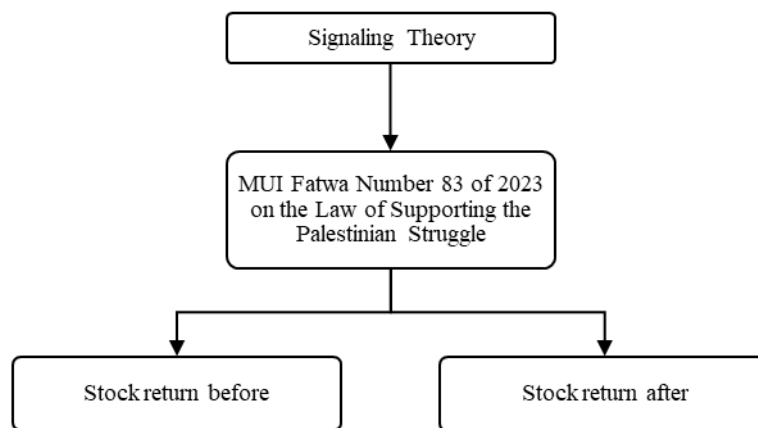 Signaling Theory
MUI Fatwa Number 83 of 2023
on the Law of Supporting the
Palestinian Struggle
Stock return before
Stock return after